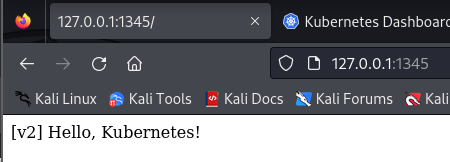 127.0.0.1:1345/
Kubernetes Dashboard
127.0.0.1:1345
Kali Linux Kali Tools Kali Docs Kali Forums Kali
[v2] Hello, Kubernetes!